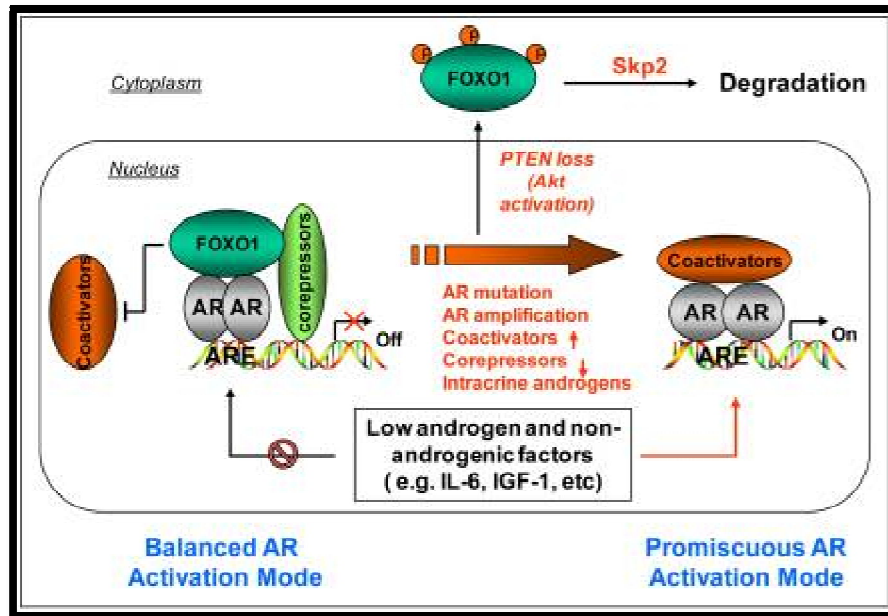 P
P
P
FOXO1
Skp2
Degradation
Cytoplasm
Nucleus
PTEN loss
(Akt
activation)
Coactivators
FOXO1
corepressors
AR AR
ARE
Off
AR mutation
AR amplification
Coactivators
Corepressors
Intracrine androgens
Coactivators
AR AR
ARE
On
Low androgen and non-
androgenic factors
( e.g. IL-6, IGF-1, etc)
Balanced AR
Activation Mode
Promiscuous AR
Activation Mode